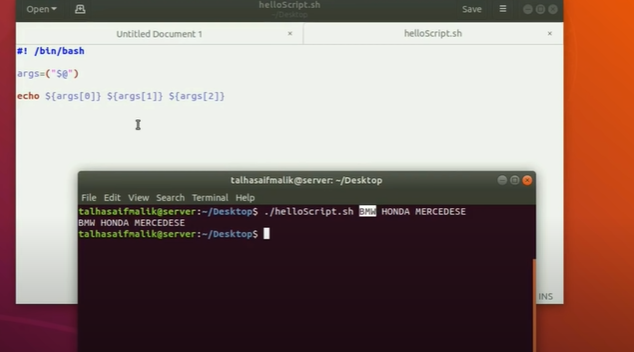 Open
helloScript.sh
~/Desktop
Save
Untitled Document 1
helloScript.sh
#! /bin/bash
args=("$@")
echo ${args[0]} ${args[1]} ${args[2]}
talhasaifmalik@server: ~/Desktop
File Edit View Search Terminal Help
talhasaifmalik@server:~/Desktop$ ./helloScript.sh BMW HONDA MERCEDESE
BMW HONDA MERCEDESE
talhasaifmalik@server:~/Desktop$
INS